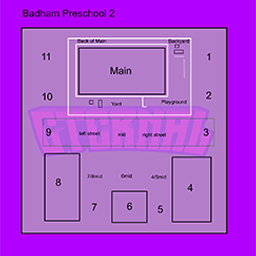 Badham Preschool 2
Back of Main Backyard
11 Main 1
10 2
Yard Playground
9 left street mid right street 3
7/8mid 6mid 4/5mid
8 4
7 6 5